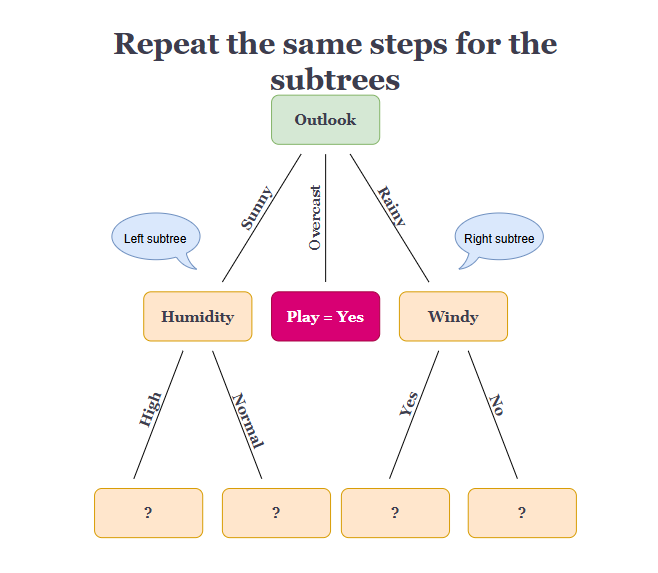 Repeat the same steps for the
subtrees
Outlook
Sunny
Overcast
Rainy
Left subtree
Right subtree
Humidity
Play = Yes
Windy
High
Normal
Yes
No
?
?
?
?